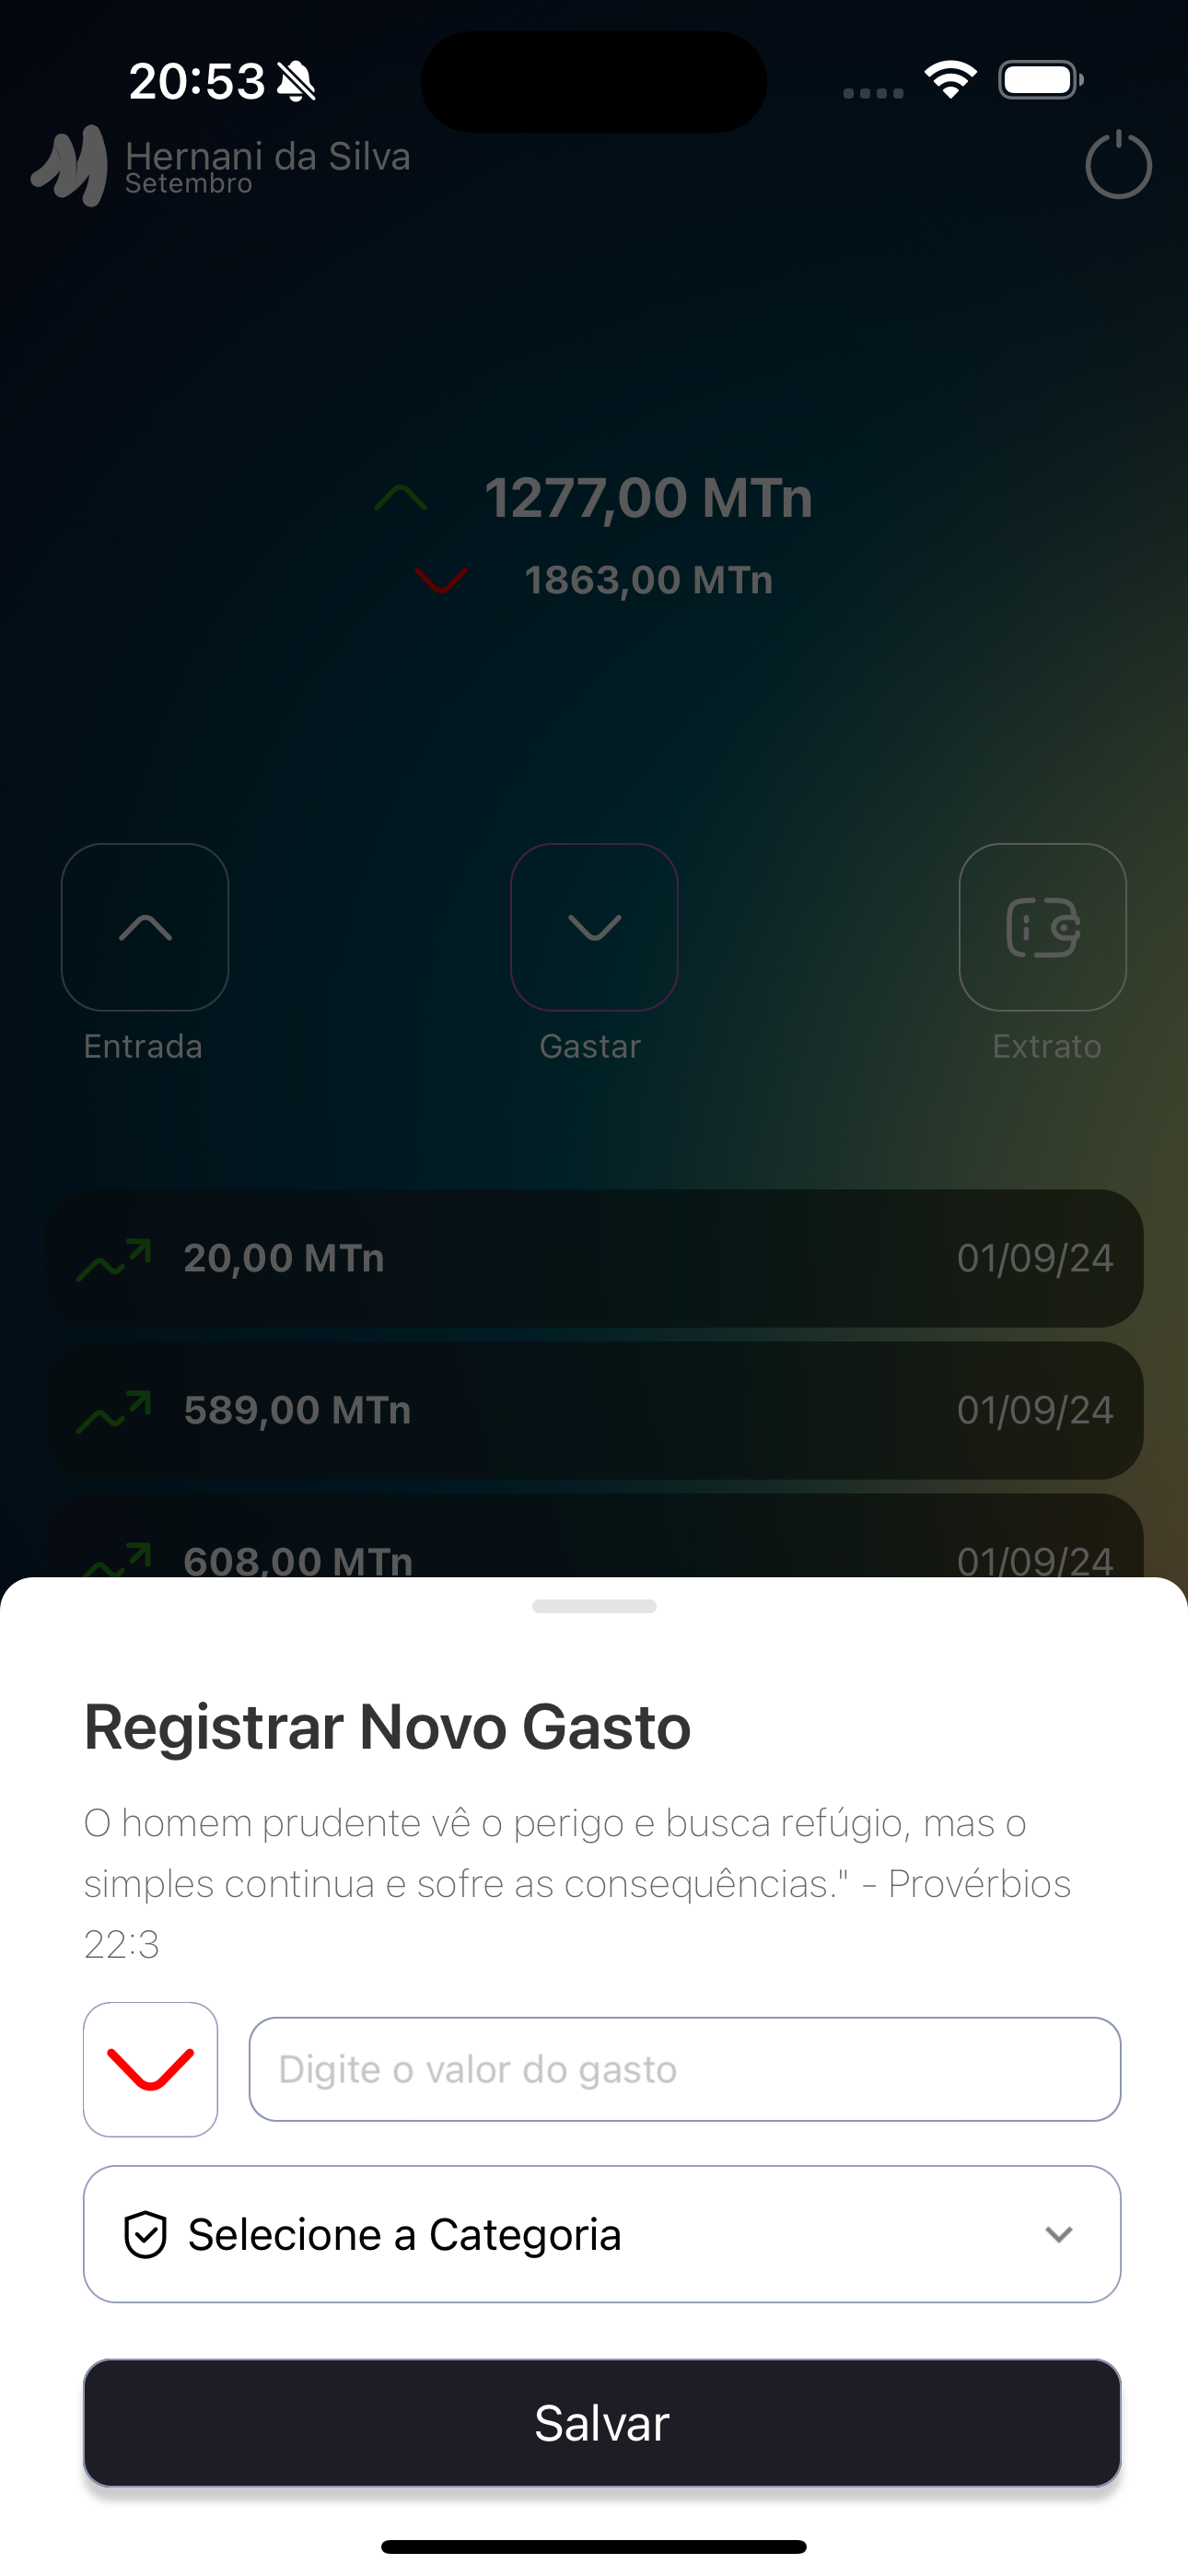 20:53
Hernani da Silva
Setembro
1277,00 MTn
1863,00 MTn
Entrada
Gastar
Extrato
20,00 MTn 01/09/24
589,00 MTn 01/09/24
608,00 MTn 01/09/24
Registrar Novo Gasto
O homem prudente vê o perigo e busca refúgio, mas o
simples continua e sofre as consequências." - Provérbios
22:3
Digite o valor do gasto
Selecione a Categoria
Salvar